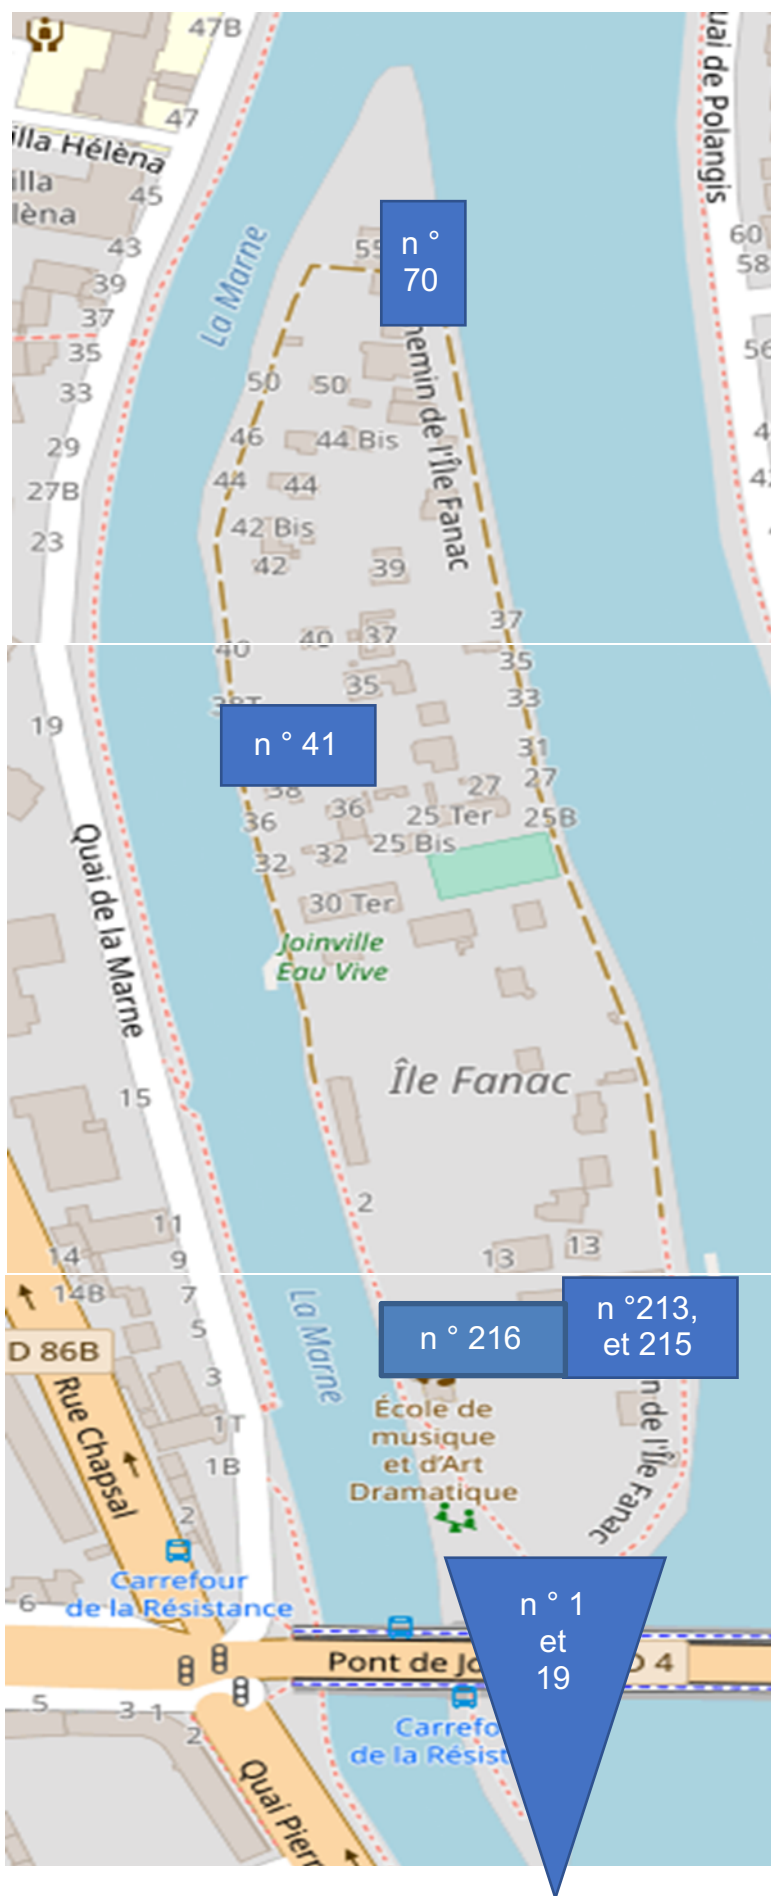 47B
47
illa Hélèna
illa
lèna
45
43
39
37
35
33
29
27B
23
La Marne
uai de Polangis
60
58
56
n °
70
hemin de l'Île Fanac
50
50
46
44 Bis
44
44
42 Bis
42
39
37
40
40
37
35
35
33
19
n ° 41
31
27
27
38
36
36
25 Ter
25B
25 Bis
32
32
30 Ter
Joinville
Eau Vive
Quai de la Marne
Île Fanac
15
2
11
9
13
13
14
14B
7
5
D 86B
3
1T
1B
2
Rue Chapsal
La Marne
n ° 216
n °213,
et 215
École de
musique
et d'Art
Dramatique
n de l'Île Fanac
Carrefour
de la Résistance
6
n ° 1
et
19
Pont de Jo
D 4
5
3
1
2
Carrefo
de la Résist
Quai Pierr